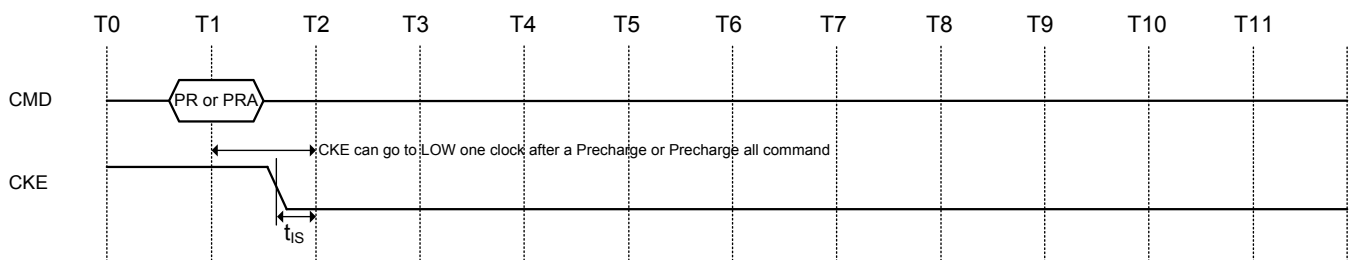 T0 T1 T2 T3 T4 T5 T6 T7 T8 T9 T10 T11
CMD PR or PRA
CKE can go to LOW one clock after a Precharge or Precharge all command
CKE
tIS